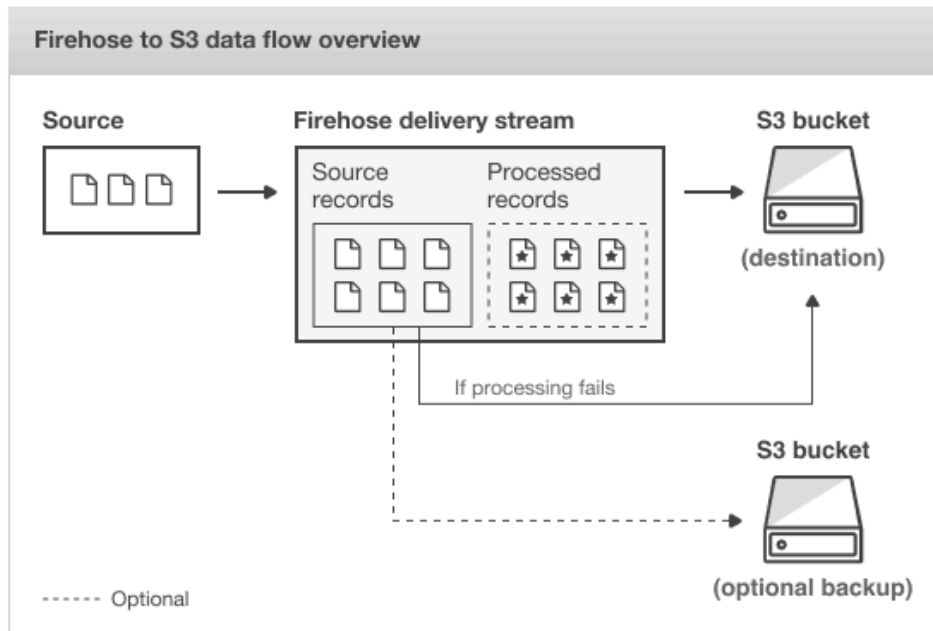 Firehose to S3 data flow overview
Source
Firehose delivery stream
S3 bucket
Source
records
Processed
records
(destination)
If processing fails
S3 bucket
(optional backup)
Optional